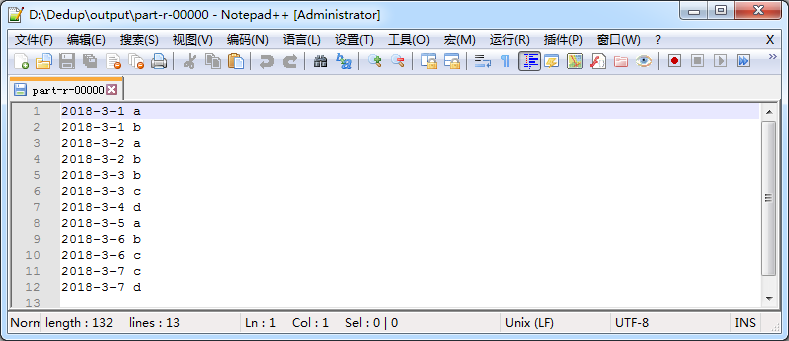 D:\Dedup\output\part-r-00000 - Notepad++ [Administrator]
文件(F) 编辑(E) 搜索(S) 视图(V) 编码(N) 语言(L) 设置(T) 工具(O) 宏(M) 运行(R) 插件(P) 窗口(W) ? X
part-r-00000
1 2018-3-1 a
2 2018-3-1 b
3 2018-3-2 a
4 2018-3-2 b
5 2018-3-3 b
6 2018-3-3 c
7 2018-3-4 d
8 2018-3-5 a
9 2018-3-6 b
10 2018-3-6 c
11 2018-3-7 c
12 2018-3-7 d
13
Norn length : 132 lines : 13 Ln : 1 Col : 1 Sel : 0 | 0 Unix (LF) UTF-8 INS